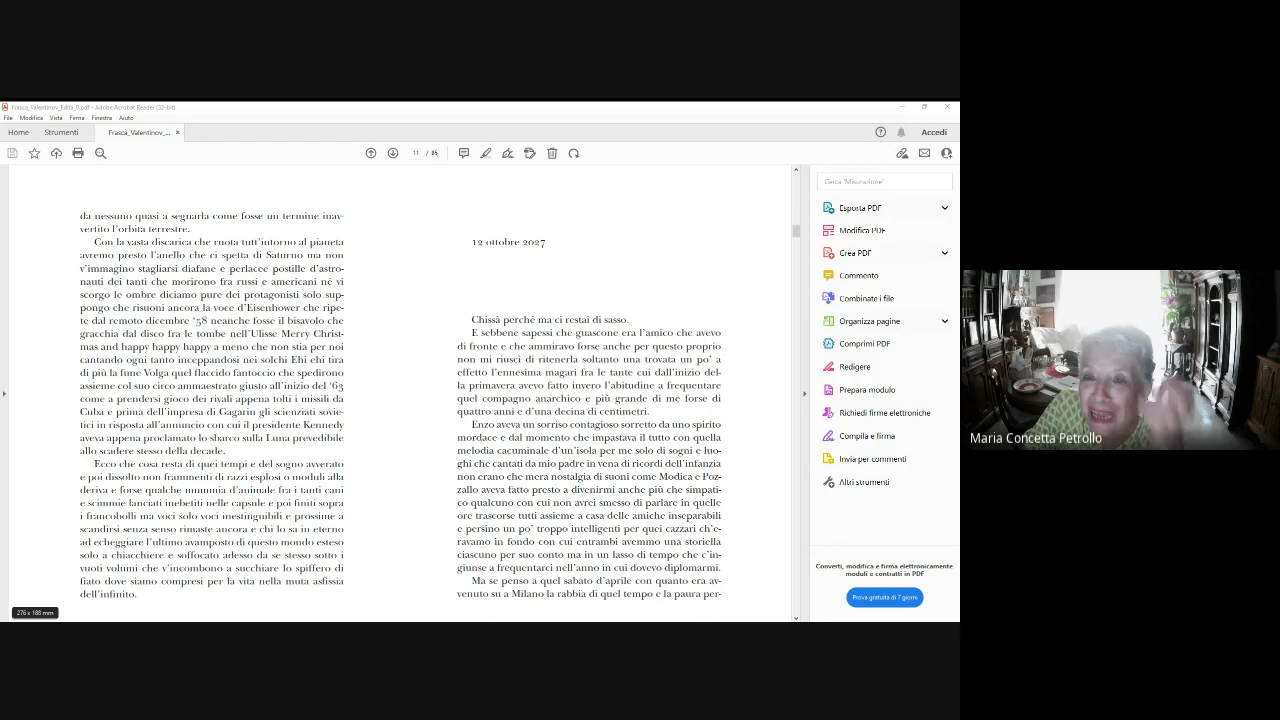 Frasca_Valentinov_Edita_0.pdf - Adobe Acrobat Reader (32-bit)
File Modifica Vista Firma Finestra Aiuto
Home Strumenti Frasca_Valentinov_... × Accedi
11 / 85
da nessuno quasi a segnarla come fosse un termine inav-
vertito l'orbita terrestre.
Con la vasta discarica che ruota tutt'intorno al pianeta
avremo presto l'anello che ci spetta di Saturno ma non
v'immagino stagliarsi diafane e perlacee postille d'astro-
nauti dei tanti che morirono fra russi e americani né vi
scorgo le ombre diciamo pure dei protagonisti solo sup-
pongo che risuoni ancora la voce d'Eisenhower che ripe-
te dal remoto dicembre '58 neanche fosse il bisavolo che
gracchia dal disco fra le tombe nell'Ulisse Merry Christ-
mas and happy happy happy a meno che non stia per noi
cantando ogni tanto inceppandosi nei solchi Ehi ehi tira
di più la fune Volga quel flaccido fantoccio che spedirono
assieme col suo circo ammaestrato giusto all'inizio del '63
come a prendersi gioco dei rivali appena tolti i missili da
Cuba e prima dell'impresa di Gagarin gli scienziati sovie-
tici in risposta all'annuncio con cui il presidente Kennedy
aveva appena proclamato lo sbarco sulla Luna prevedibile
allo scadere stesso della decade.
Ecco che cosa resta di quei tempi e del sogno avverato
e poi dissolto non frammenti di razzi esplosi o moduli alla
deriva e forse qualche mummia d'animale fra i tanti cani
e scimmie lanciati inebetiti nelle capsule e poi finiti sopra
i francobolli ma voci solo voci inestinguibili e prossime a
scandirsi senza senso rimaste ancora e chi lo sa in eterno
ad echeggiare l'ultimo avamposto di questo mondo esteso
solo a chiacchiere e soffocato adesso da se stesso sotto i
vuoti volumi che v'incombono a succhiare lo spiffero di
fiato dove siamo compresi per la vita nella muta asfissia
dell'infinito.
276 x 188 mm
12 ottobre 2027
Chissà perché ma ci restai di sasso.
E sebbene sapessi che guascone era l'amico che avevo
di fronte e che ammiravo forse anche per questo proprio
non mi riuscì di ritenerla soltanto una trovata un po' a
effetto l'ennesima magari fra le tante cui dall'inizio del-
la primavera avevo fatto invero l'abitudine a frequentare
quel compagno anarchico e più grande di me forse di
quattro anni e d'una decina di centimetri.
Enzo aveva un sorriso contagioso sorretto da uno spirito
mordace e dal momento che impastava il tutto con quella
melodia cacuminale d'un'isola per me solo di sogni e luo-
ghi che cantati da mio padre in vena di ricordi dell'infanzia
non erano che mera nostalgia di suoni come Modica e Poz-
zallo aveva fatto presto a divenirmi anche più che simpati-
co qualcuno con cui non avrei smesso di parlare in quelle
ore trascorse tutti assieme a casa delle amiche inseparabili
e persino un po' troppo intelligenti per quei cazzari ch'e-
ravamo in fondo con cui entrambi avemmo una storiella
ciascuno per suo conto ma in un lasso di tempo che c'in-
giunse a frequentarci nell'anno in cui dovevo diplomarmi.
Ma se penso a quel sabato d'aprile con quanto era av-
venuto su a Milano la rabbia di quel tempo e la paura per-
Cerca 'Misurazione'
Esporta PDF
Modifica PDF
Crea PDF
Commento
Combinate i file
Organizza pagine
Comprimi PDF
Redigere
Prepara modulo
Richiedi firme elettroniche
Compila e firma
Invia per commenti
Altri strumenti
Converti, modifica e firma elettronicamente
moduli e contratti in PDF
Prova gratuita di 7 giorni
Maria Concetta Petrollo